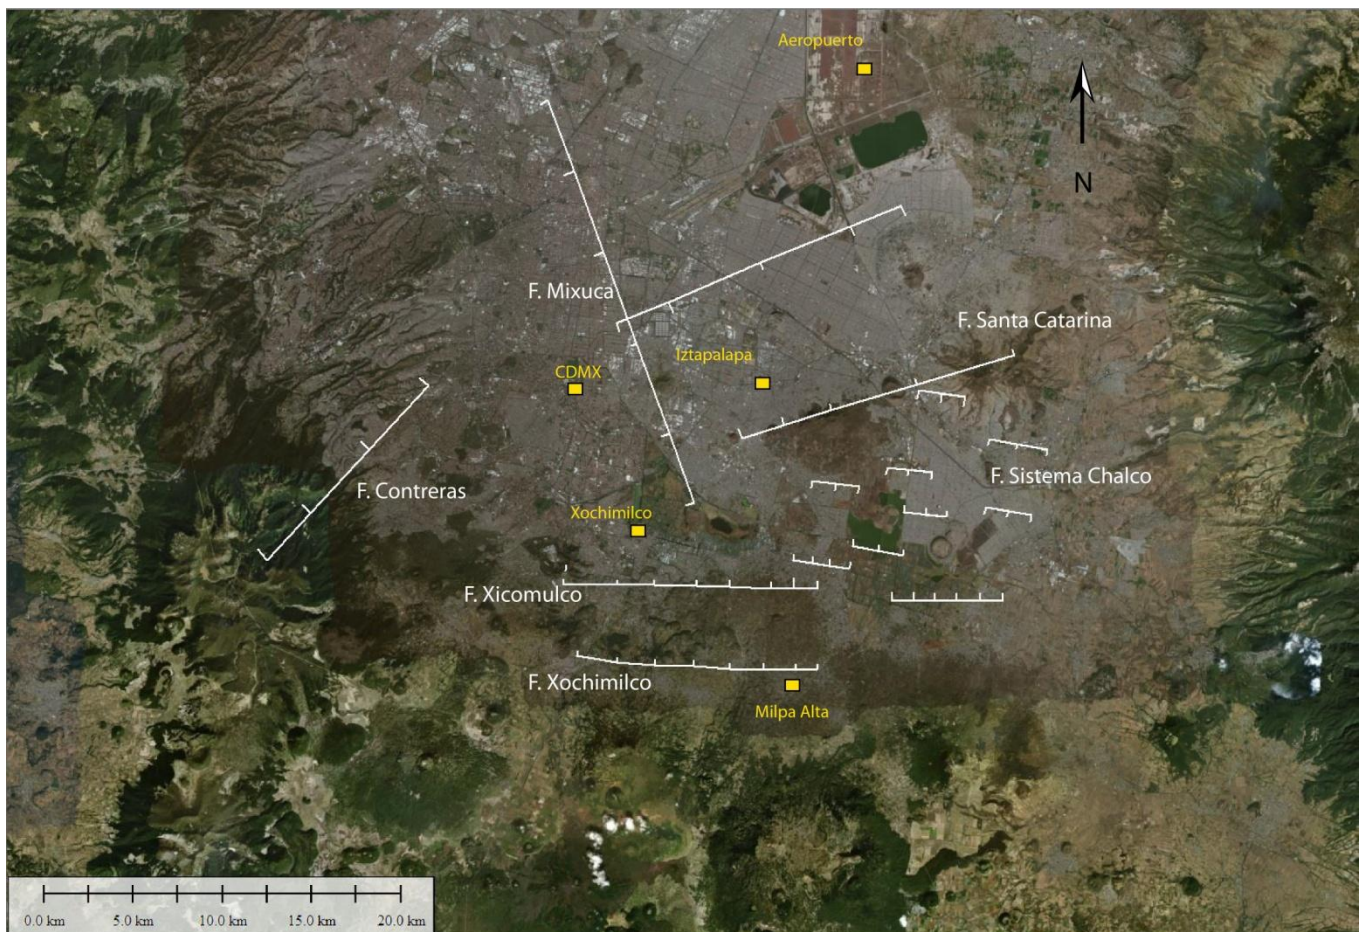 Aeropuerto
N
F. Mixuca
F. Santa Catarina
Iztapalapa
CDMX
F. Contreras
F. Sistema Chalco
Xochimilco
F. Xicomulco
F. Xochimilco
Milpa Alta
0.0 km 5.0 km 10.0 km 15.0 km 20.0 km